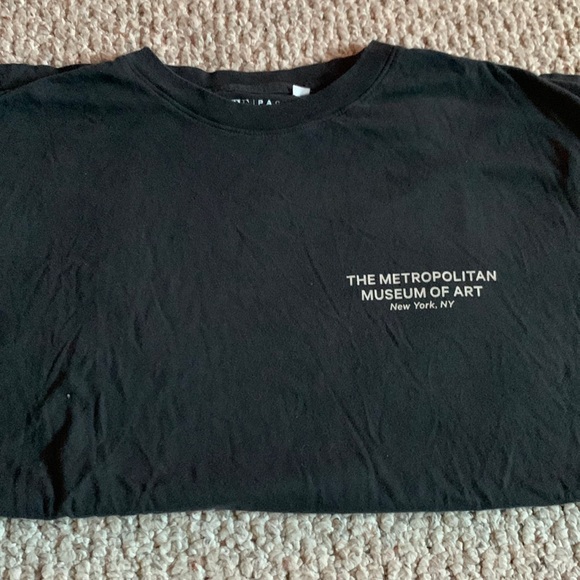 THE METROPOLITAN
MUSEUM OF ART
New York, NY